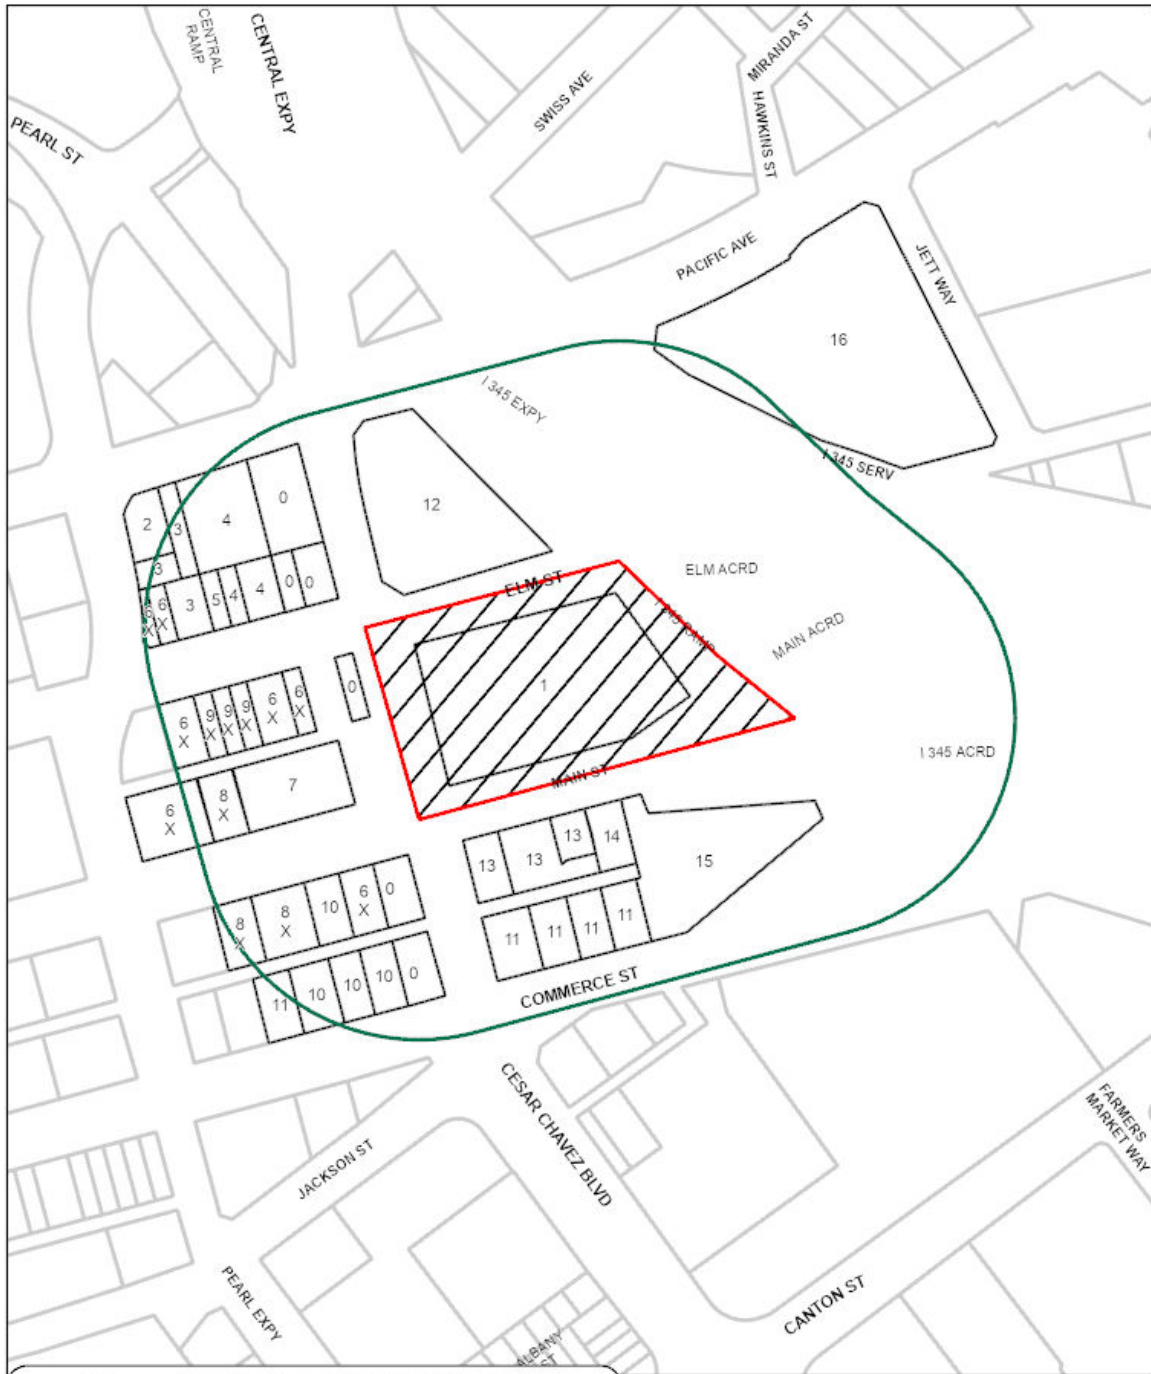 CENTRAL
RAMP
CENTRAL EXPY
MIRANDA ST
SWISS AVE
HAWKINS ST
PEARL ST
PACIFIC AVE
JETT WAY
16
I 345 EXPY
I 345 SERV
12
2
3
4
0
3
6
X
6
X
3
5
4
4
0
0
ELM ST
ELM ACRD
I 345 RAMP
MAIN ACRD
1
0
6
X
9
X
9
X
9
X
6
X
6
X
I 345 ACRD
MAIN ST
6
X
8
X
7
13
13
13
14
15
8
X
8
X
10
6
X
0
11
11
11
11
11
10
10
10
0
COMMERCE ST
CESAR CHAVEZ BLVD
JACKSON ST
FARMERS
MARKET WAY
PEARL EXPY
CANTON ST
ALBANY
ST